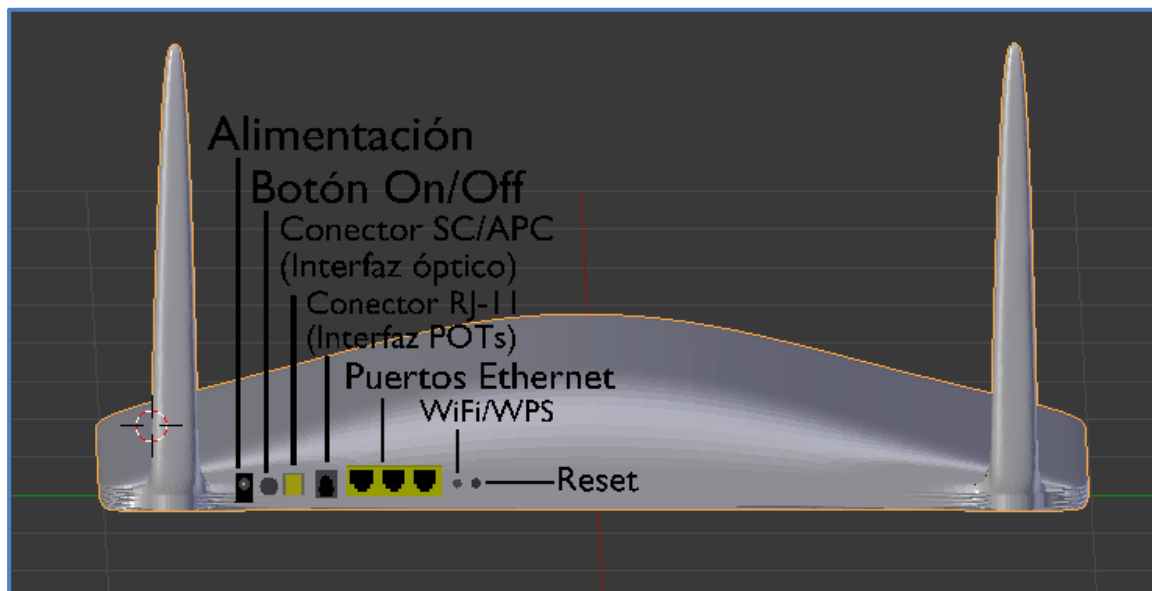 Alimentación
Botón On/Off
Conector SC/APC
(Interfaz óptico)
Conector RJ-11
(Interfaz POTs)
Puertos Ethernet
WiFi/WPS
Reset